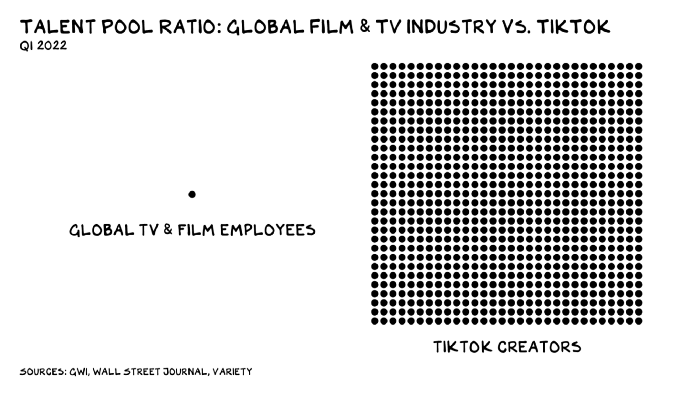 TALENT POOL RATIO: GLOBAL FILM & TV INDUSTRY VS. TIKTOK
Q1 2022
GLOBAL TV & FILM EMPLOYEES
TIKTOK CREATORS
SOURCES: GWI, WALL STREET JOURNAL, VARIETY